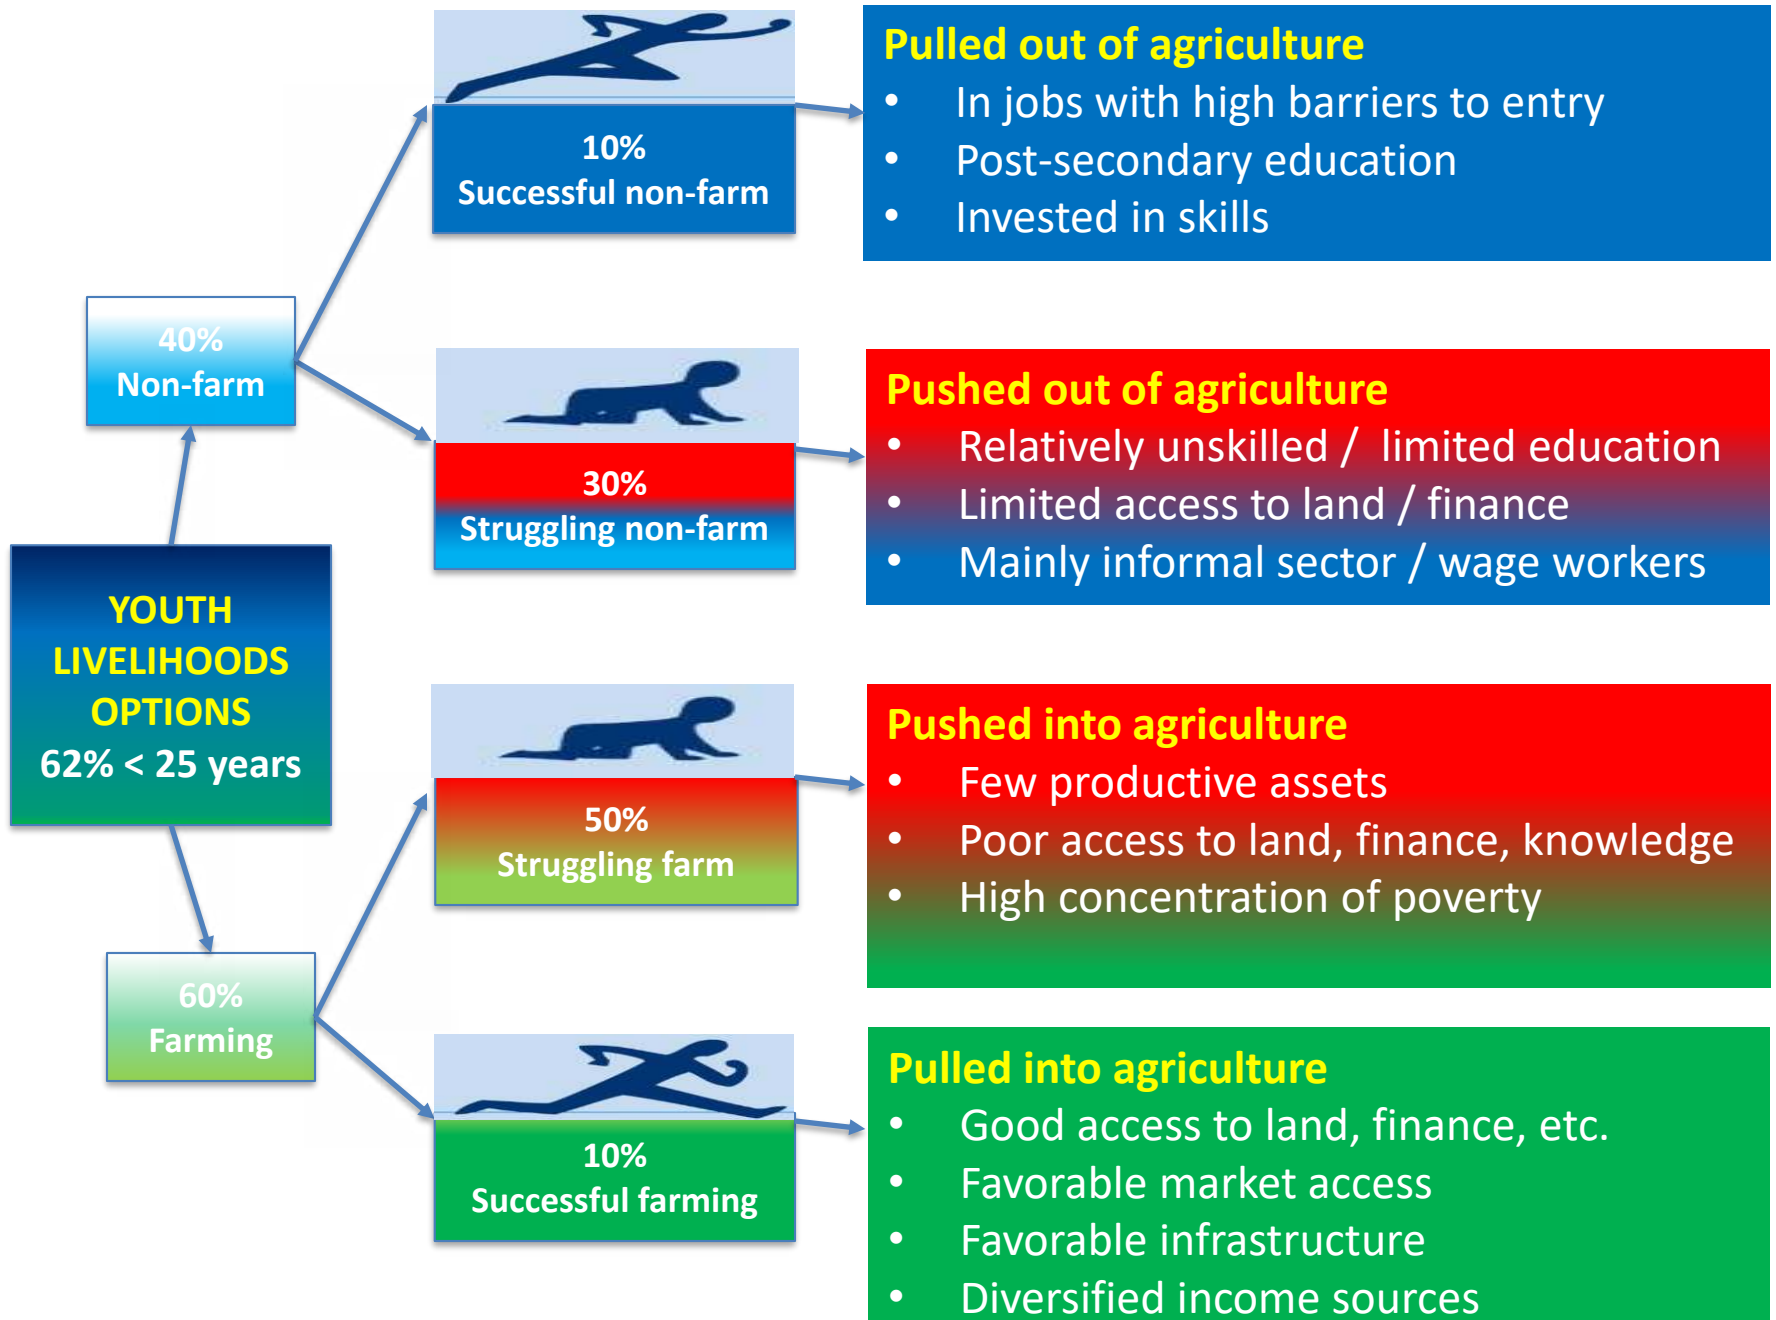 Pulled out of agriculture
• In jobs with high barriers to entry
• Post-secondary education
• Invested in skills
10%
Successful non-farm
40%
Non-farm
Pushed out of agriculture
• Relatively unskilled / limited education
• Limited access to land / finance
• Mainly informal sector / wage workers
30%
Struggling non-farm
YOUTH
LIVELIHOODS
OPTIONS
62% < 25 years
Pushed into agriculture
• Few productive assets
• Poor access to land, finance, knowledge
• High concentration of poverty
50%
Struggling farm
60%
Farming
Pulled into agriculture
• Good access to land, finance, etc.
• Favorable market access
• Favorable infrastructure
• Diversified income sources
10%
Successful farming